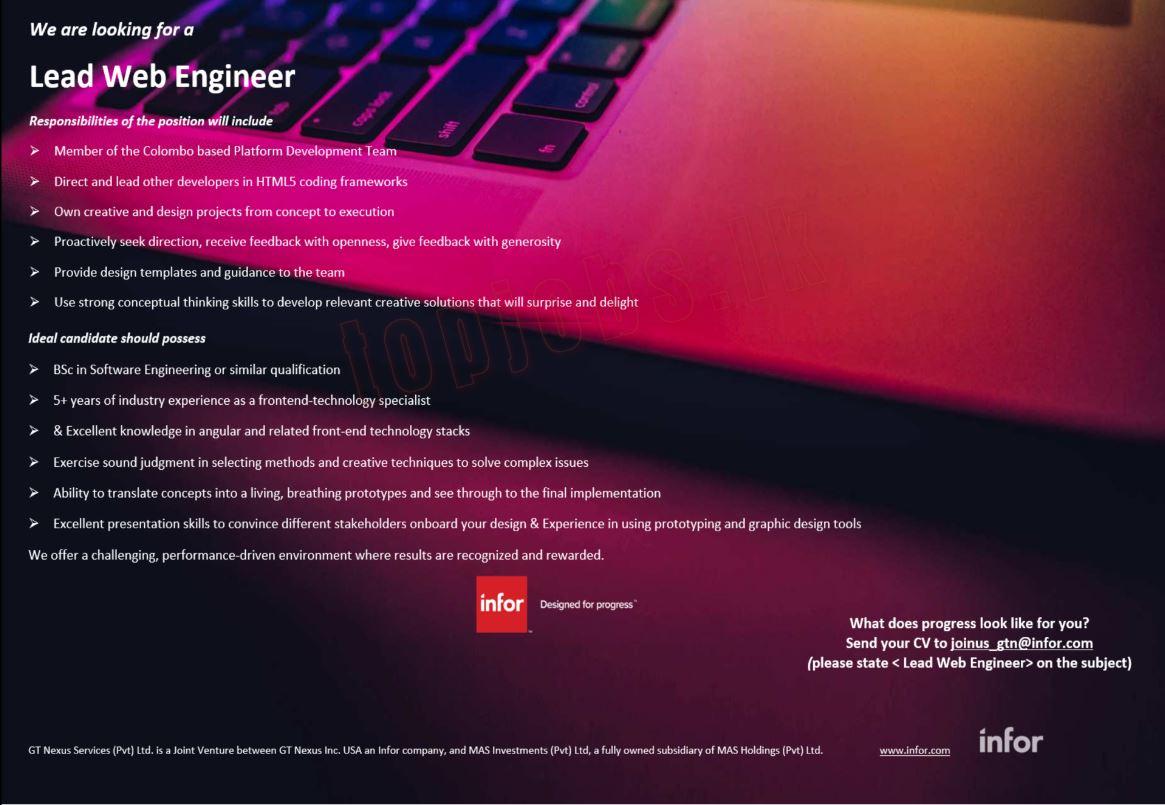 We are looking for a
Lead Web Engineer
Responsibilities of the position will include
➢ Member of the Colombo based Platform Development Team
➢ Direct and lead other developers in HTML5 coding frameworks
➢ Own creative and design projects from concept to execution
➢ Proactively seek direction, receive feedback with openness, give feedback with generosity
➢ Provide design templates and guidance to the team
➢ Use strong conceptual thinking skills to develop relevant creative solutions that will surprise and delight
Ideal candidate should possess
➢ BSc in Software Engineering or similar qualification
➢ 5+ years of industry experience as a frontend-technology specialist
➢ & Excellent knowledge in angular and related front-end technology stacks
➢ Exercise sound judgment in selecting methods and creative techniques to solve complex issues
➢ Ability to translate concepts into a living, breathing prototypes and see through to the final implementation
➢ Excellent presentation skills to convince different stakeholders onboard your design & Experience in using prototyping and graphic design tools
We offer a challenging, performance-driven environment where results are recognized and rewarded.
infor Designed for progress™
What does progress look like for you?
Send your CV to joinus_gtn@infor.com
(please state < Lead Web Engineer> on the subject)
GT Nexus Services (Pvt) Ltd. is a Joint Venture between GT Nexus Inc. USA an Infor company, and MAS Investments (Pvt) Ltd, a fully owned subsidiary of MAS Holdings (Pvt) Ltd. www.infor.com infor
topjobs.lk
tab
caps lock
shift
control
fn